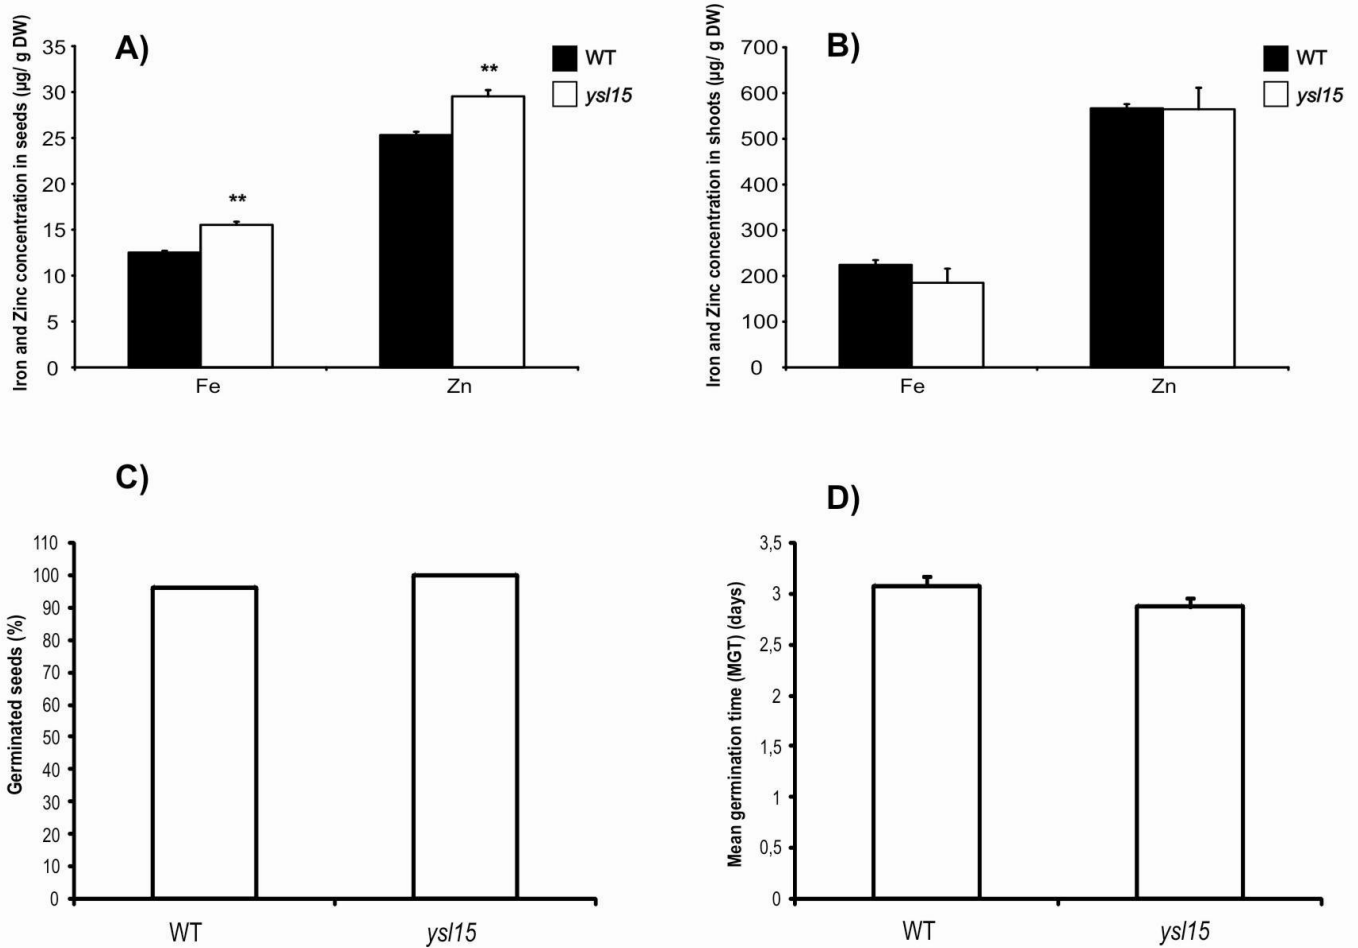 A)
Iron and Zinc concentration in seeds (µg/ g DW)
35
30
25
20
15
10
5
0
**
**
Fe
Zn
WT
ysl15
B)
Iron and Zinc concentration in shoots (µg/ g DW)
700
600
500
400
300
200
100
0
Fe
Zn
WT
ysl15
C)
Germinated seeds (%)
110
100
90
80
70
60
50
40
30
20
10
0
WT
ysl15
D)
Mean germination time (MGT) (days)
3,5
3
2,5
2
1,5
1
0,5
0
WT
ysl15